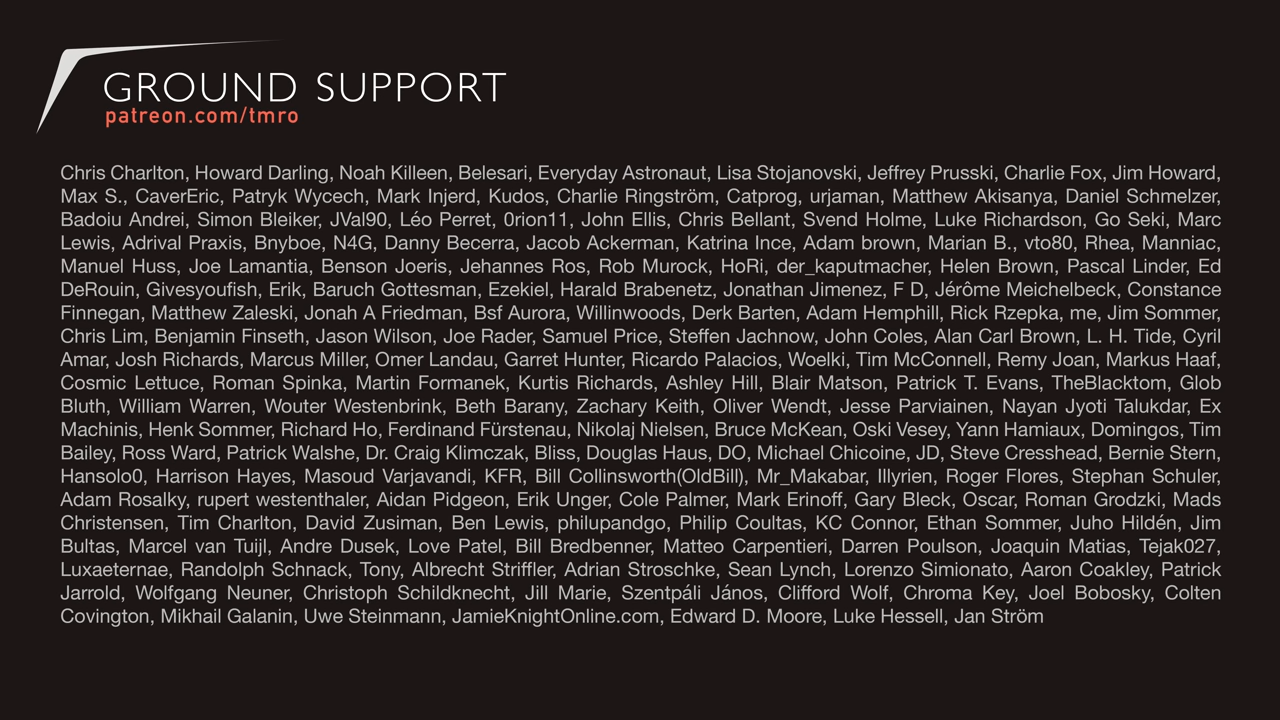 GROUND SUPPORT
patreon.com/tmro
Chris Charlton, Howard Darling, Noah Killeen, Belesari, Everyday Astronaut, Lisa Stojanovski, Jeffrey Prusski, Charlie Fox, Jim Howard,
Max S., CaverEric, Patryk Wycech, Mark Injerd, Kudos, Charlie Ringström, Catprog, urjaman, Matthew Akisanya, Daniel Schmelzer,
Badoiu Andrei, Simon Bleiker, JVal90, Léo Perret, 0rion11, John Ellis, Chris Bellant, Svend Holme, Luke Richardson, Go Seki, Marc
Lewis, Adrival Praxis, Bnyboe, N4G, Danny Becerra, Jacob Ackerman, Katrina Ince, Adam brown, Marian B., vto80, Rhea, Manniac,
Manuel Huss, Joe Lamantia, Benson Joeris, Jehannes Ros, Rob Murock, HoRi, der_kaputmacher, Helen Brown, Pascal Linder, Ed
DeRouin, Givesyoufish, Erik, Baruch Gottesman, Ezekiel, Harald Brabenetz, Jonathan Jimenez, F D, Jérôme Meichelbeck, Constance
Finnegan, Matthew Zaleski, Jonah A Friedman, Bsf Aurora, Willinwoods, Derk Barten, Adam Hemphill, Rick Rzepka, me, Jim Sommer,
Chris Lim, Benjamin Finseth, Jason Wilson, Joe Rader, Samuel Price, Steffen Jachnow, John Coles, Alan Carl Brown, L. H. Tide, Cyril
Amar, Josh Richards, Marcus Miller, Omer Landau, Garret Hunter, Ricardo Palacios, Woelki, Tim McConnell, Remy Joan, Markus Haaf,
Cosmic Lettuce, Roman Spinka, Martin Formanek, Kurtis Richards, Ashley Hill, Blair Matson, Patrick T. Evans, TheBlacktom, Glob
Bluth, William Warren, Wouter Westenbrink, Beth Barany, Zachary Keith, Oliver Wendt, Jesse Parviainen, Nayan Jyoti Talukdar, Ex
Machinis, Henk Sommer, Richard Ho, Ferdinand Fürstenau, Nikolaj Nielsen, Bruce McKean, Oski Vesey, Yann Hamiaux, Domingos, Tim
Bailey, Ross Ward, Patrick Walshe, Dr. Craig Klimczak, Bliss, Douglas Haus, DO, Michael Chicoine, JD, Steve Cresshead, Bernie Stern,
Hansolo0, Harrison Hayes, Masoud Varjavandi, KFR, Bill Collinsworth(OldBill), Mr_Makabar, Illyrien, Roger Flores, Stephan Schuler,
Adam Rosalky, rupert westenthaler, Aidan Pidgeon, Erik Unger, Cole Palmer, Mark Erinoff, Gary Bleck, Oscar, Roman Grodzki, Mads
Christensen, Tim Charlton, David Zusiman, Ben Lewis, philupandgo, Philip Coultas, KC Connor, Ethan Sommer, Juho Hildén, Jim
Bultas, Marcel van Tuijl, Andre Dusek, Love Patel, Bill Bredbenner, Matteo Carpentieri, Darren Poulson, Joaquin Matias, Tejak027,
Luxaeternae, Randolph Schnack, Tony, Albrecht Striffler, Adrian Stroschke, Sean Lynch, Lorenzo Simionato, Aaron Coakley, Patrick
Jarrold, Wolfgang Neuner, Christoph Schildknecht, Jill Marie, Szentpáli János, Clifford Wolf, Chroma Key, Joel Bobosky, Colten
Covington, Mikhail Galanin, Uwe Steinmann, JamieKnightOnline.com, Edward D. Moore, Luke Hessell, Jan Ström